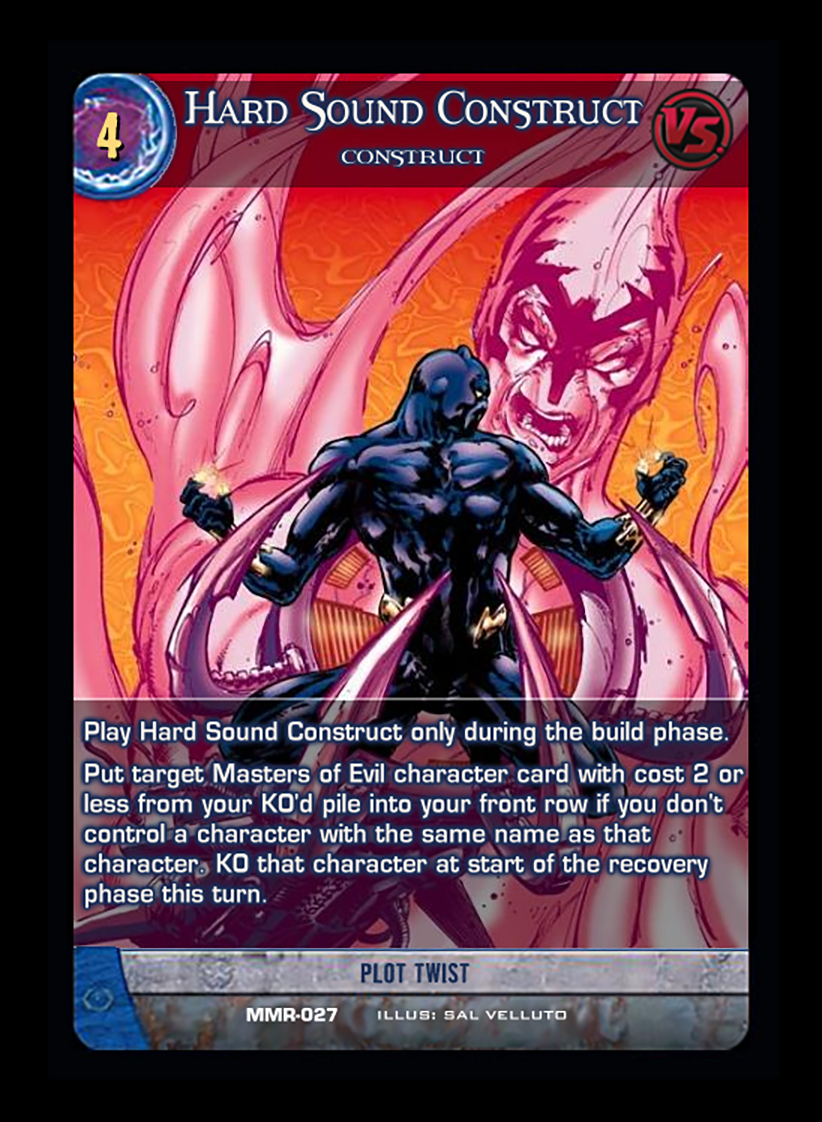 4
HARD SOUND CONSTRUCT
VS.
CONSTRUCT
Play Hard Sound Construct only during the build phase.
Put target Masters of Evil character card with cost 2 or
less from your KO'd pile into your front row if you don't
control a character with the same name as that
character. KO that character at start of the recovery
phase this turn.
PLOT TWIST
MMR-027 ILLUS: SAL VELLUTO